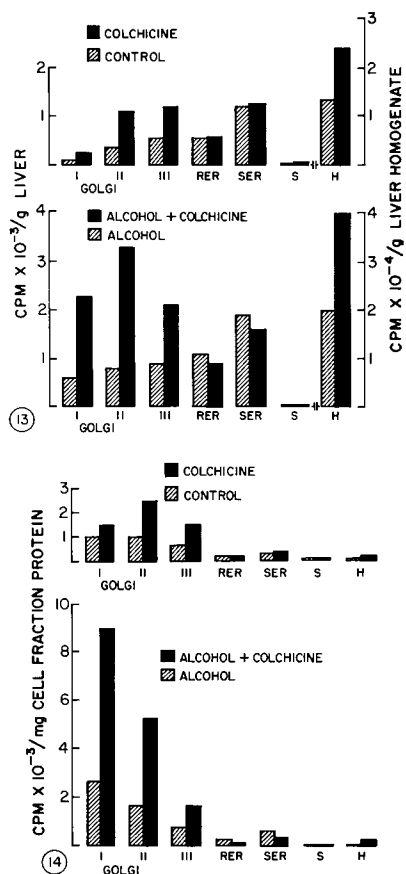 COLCHICINE
CONTROL
2
1
3
2
1
I II III RER SER S H
GOLGI
CPM X 10⁻³/g LIVER
CPM X 10⁻⁴/g LIVER HOMOGENATE
ALCOHOL + COLCHICINE
ALCOHOL
4
3
2
1
4
3
2
1
I II III RER SER S H
GOLGI
13
COLCHICINE
CONTROL
3
2
1
I II III RER SER S H
GOLGI
CPM X 10⁻³/mg CELL FRACTION PROTEIN
ALCOHOL + COLCHICINE
ALCOHOL
10
8
6
4
2
I II III RER SER S H
GOLGI
14